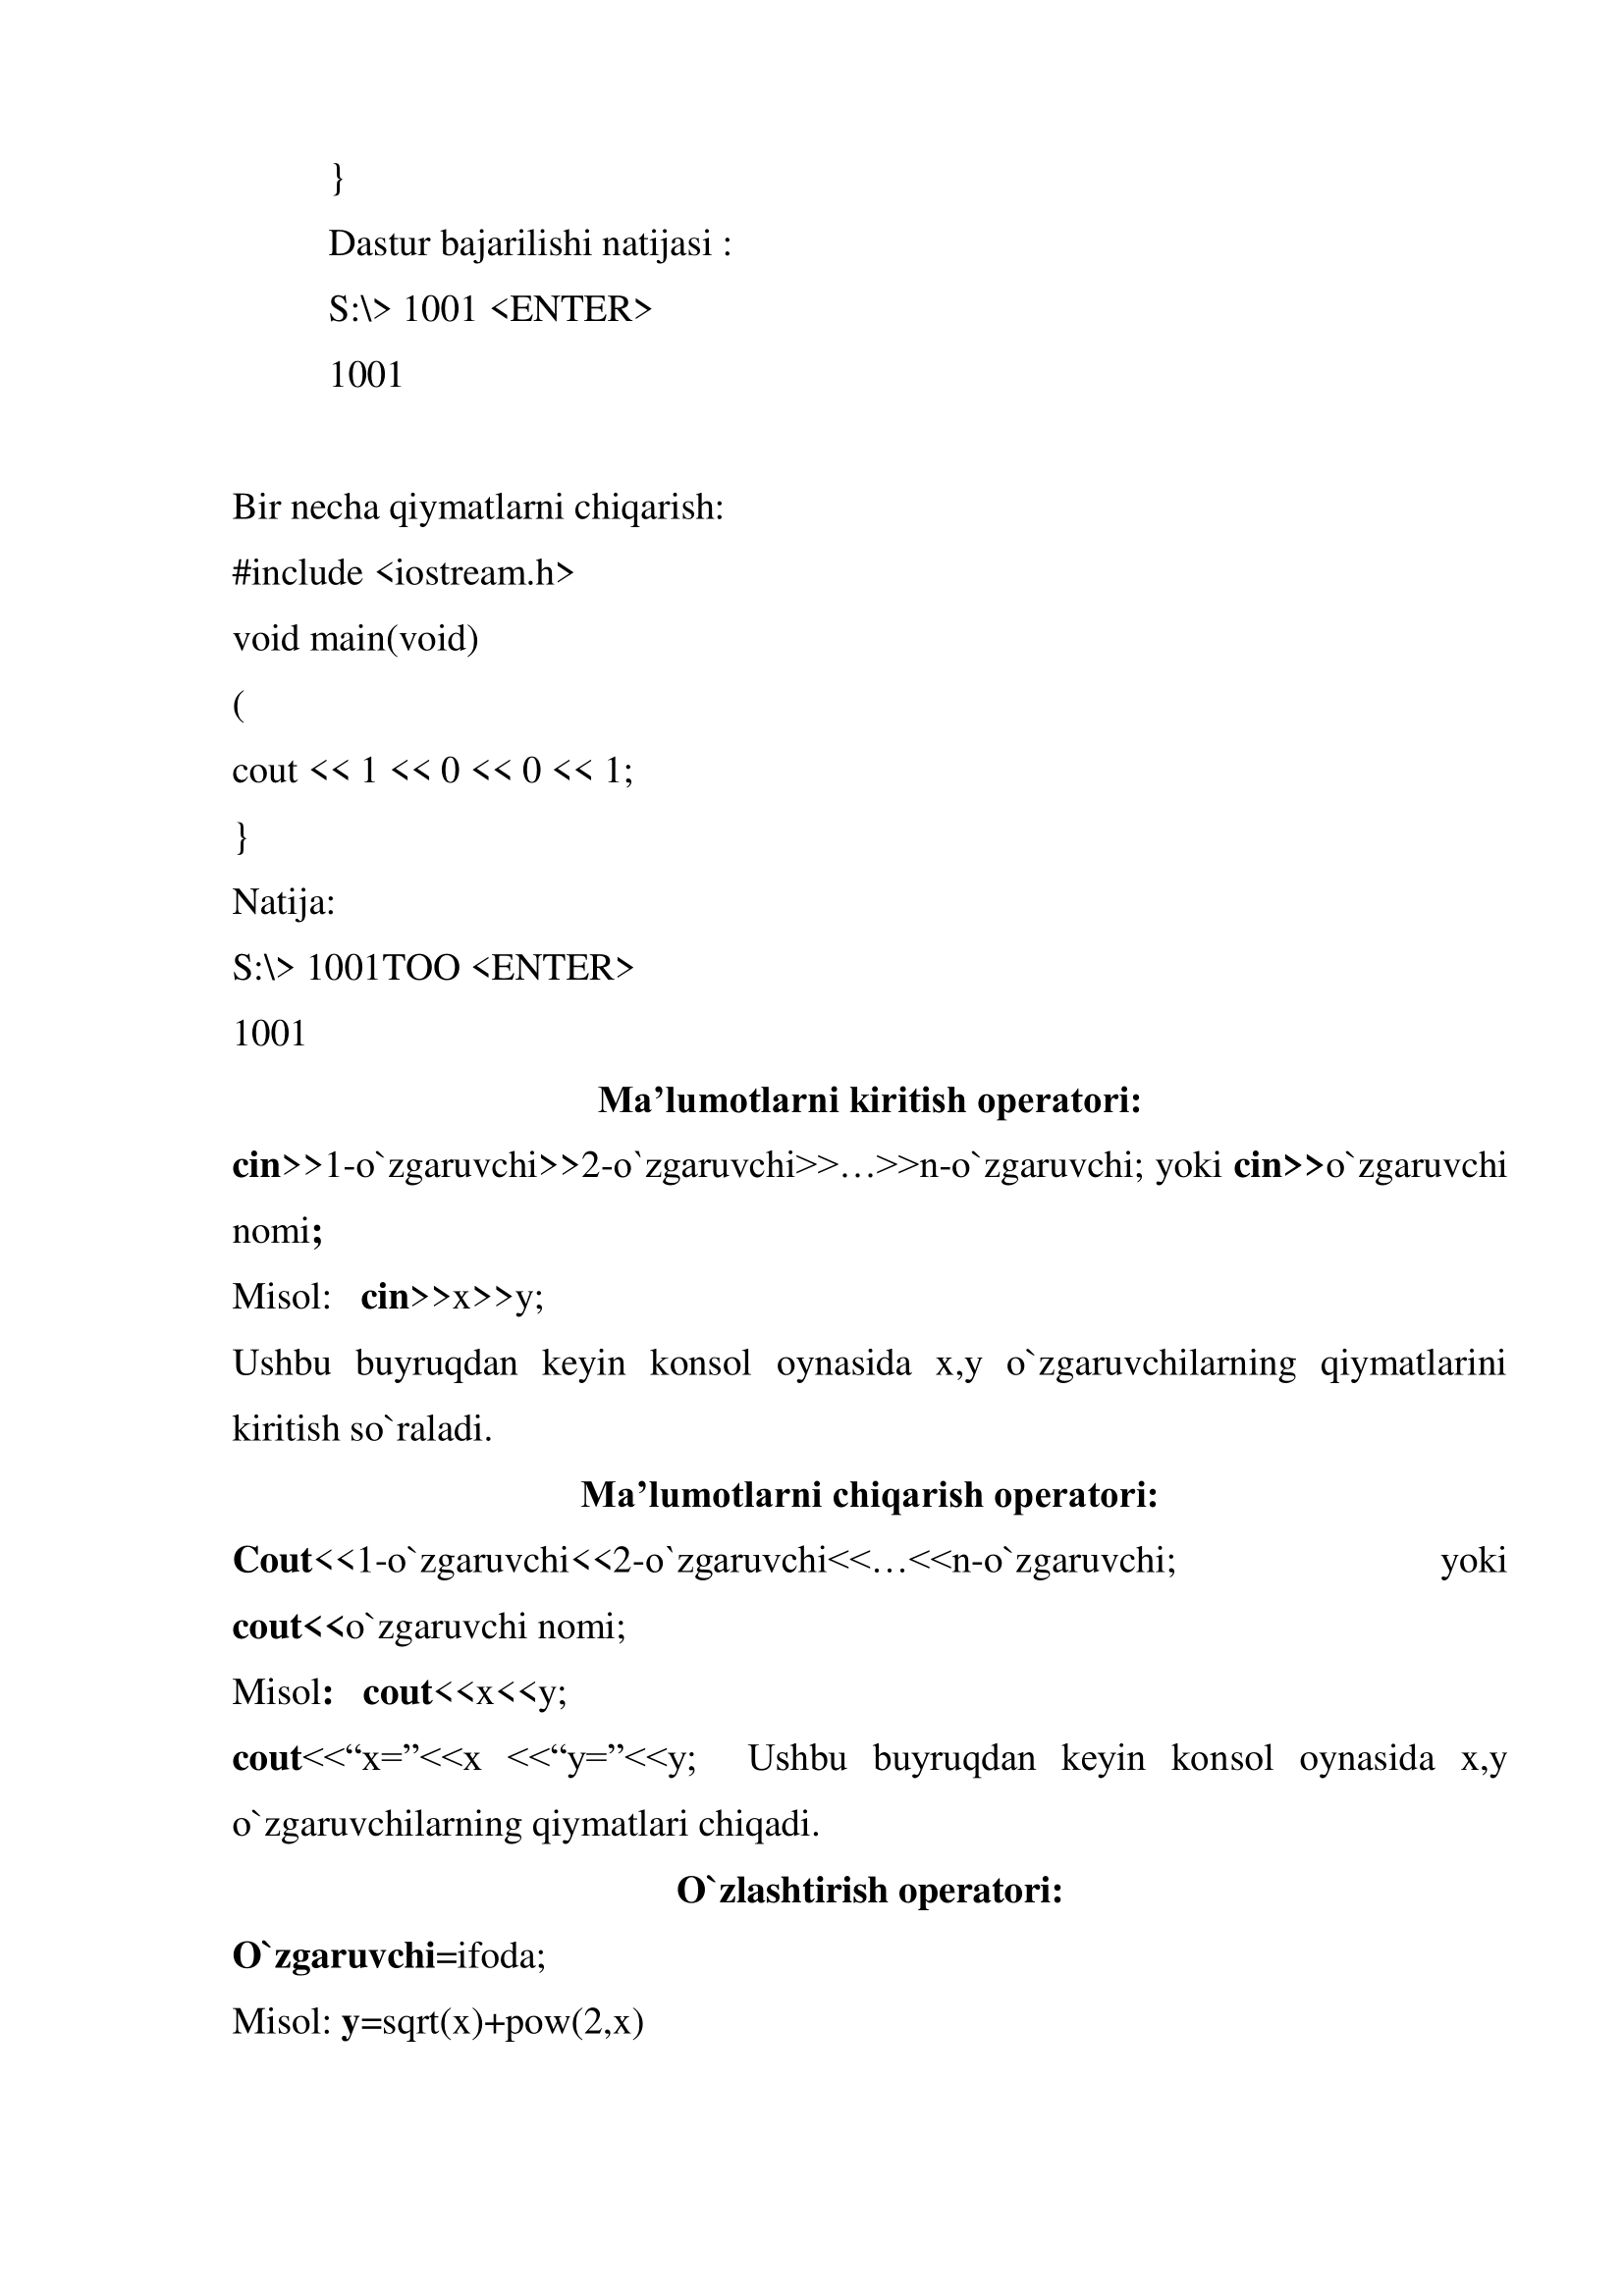 }
Dastur bajarilishi natijasi :
S:\> 1001 <ENTER>
1001
Bir necha qiymatlarni chiqarish:
#include <iostream.h>
void main(void)
(
cout << 1 << 0 << 0 << 1;
}
Natija:
S:\> 1001TOO <ENTER>
1001
Ma’lumotlarni kiritish operatori:
cin>>1-o`zgaruvchi>>2-o`zgaruvchi>>…>>n-o`zgaruvchi; yoki cin>>o`zgaruvchi
nomi;
Misol: cin>>x>>y;
Ushbu buyruqdan keyin konsol oynasida x,y o`zgaruvchilarning qiymatlarini
kiritish so`raladi.
Ma’lumotlarni chiqarish operatori:
Cout<<1-o`zgaruvchi<<2-o`zgaruvchi<<…<<n-o`zgaruvchi; yoki
cout<<o`zgaruvchi nomi;
Misol: cout<<x<<y;
cout<<“x=”<<x <<“y=”<<y; Ushbu buyruqdan keyin konsol oynasida x,y
o`zgaruvchilarning qiymatlari chiqadi.
O`zlashtirish operatori:
O`zgaruvchi=ifoda;
Misol: y=sqrt(x)+pow(2,x)